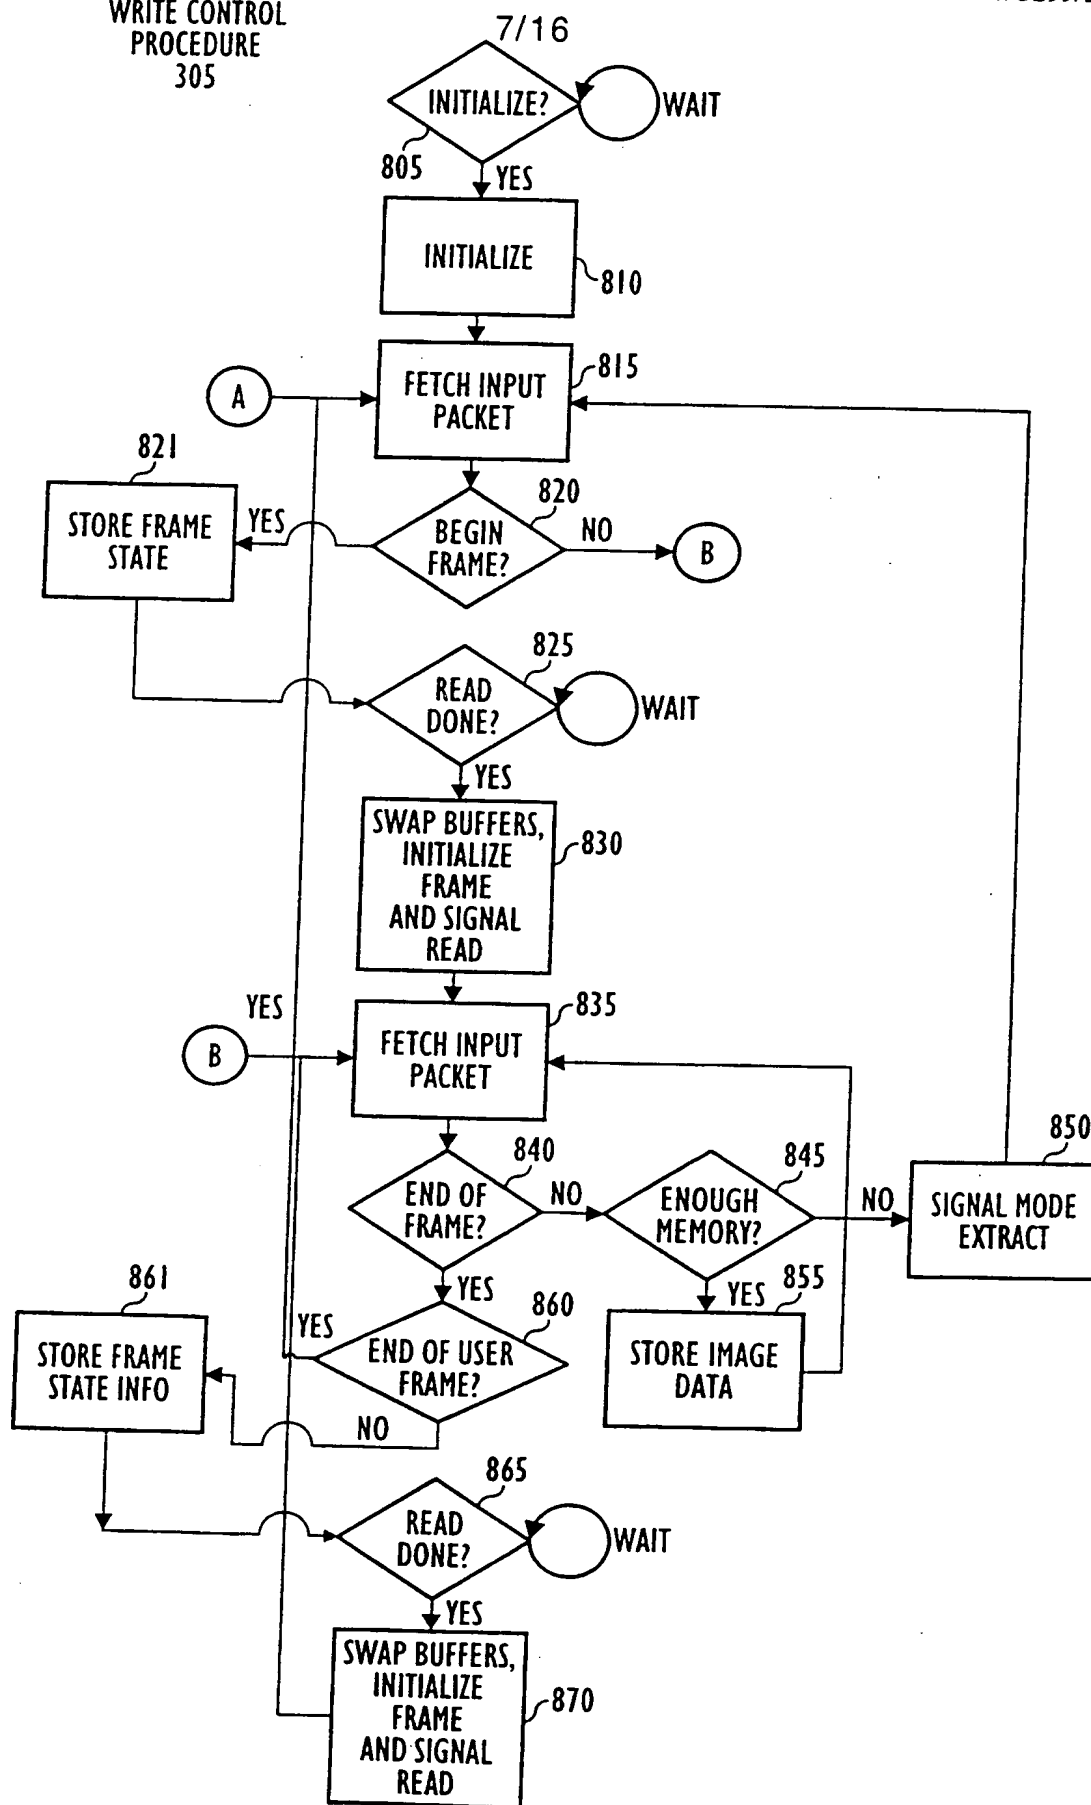 WRITE CONTROL
PROCEDURE
305
7/16
INITIALIZE?
WAIT
805
YES
INITIALIZE
810
FETCH INPUT
PACKET
815
A
821
STORE FRAME
STATE
YES
BEGIN
FRAME?
820
NO
B
825
READ
DONE?
WAIT
YES
SWAP BUFFERS,
INITIALIZE
FRAME
AND SIGNAL
READ
830
YES
B
FETCH INPUT
PACKET
835
END OF
FRAME?
840
NO
ENOUGH
MEMORY?
845
NO
SIGNAL MODE
EXTRACT
850
YES
YES
855
STORE IMAGE
DATA
861
STORE FRAME
STATE INFO
YES
END OF USER
FRAME?
860
NO
865
READ
DONE?
WAIT
YES
SWAP BUFFERS,
INITIALIZE
FRAME
AND SIGNAL
READ
870